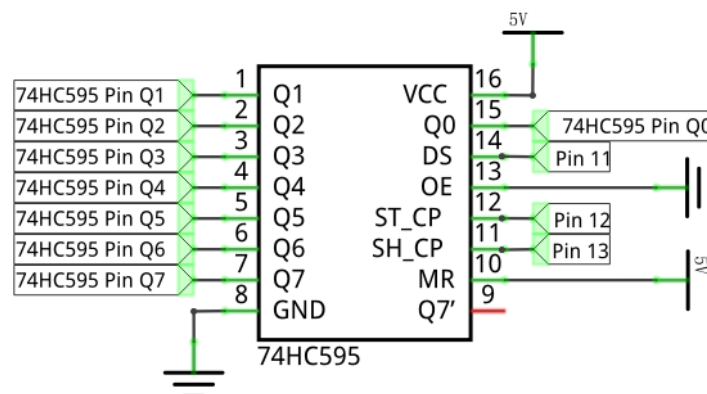 5V
74HC595 Pin Q1
74HC595 Pin Q2
74HC595 Pin Q3
74HC595 Pin Q4
74HC595 Pin Q5
74HC595 Pin Q6
74HC595 Pin Q7
1
2
3
4
5
6
7
8
Q1
Q2
Q3
Q4
Q5
Q6
Q7
GND
VCC
Q0
DS
OE
ST_CP
SH_CP
MR
Q7’
16
15
14
13
12
11
10
9
74HC595 Pin Q0
Pin 11
Pin 12
Pin 13
5V
74HC595